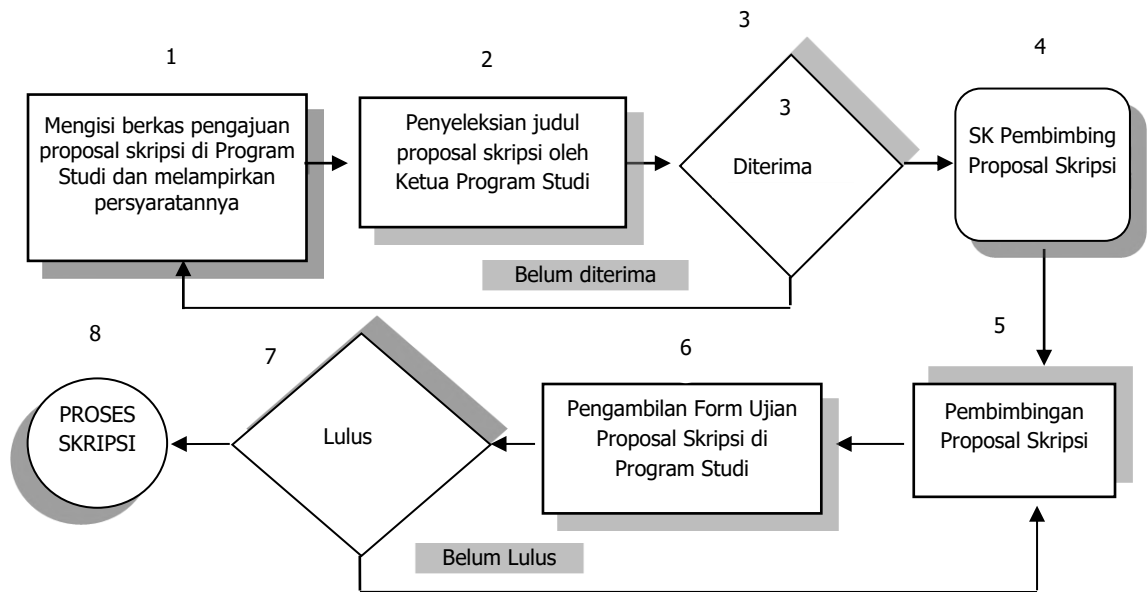 1
Mengisi berkas pengajuan
proposal skripsi di Program
Studi dan melampirkan
persyaratannya
2
Penyeleksian judul
proposal skripsi oleh
Ketua Program Studi
3
3
Diterima
4
SK Pembimbing
Proposal Skripsi
Belum diterima
5
Pembimbingan
Proposal Skripsi
6
Pengambilan Form Ujian
Proposal Skripsi di
Program Studi
7
Lulus
8
PROSES
SKRIPSI
Belum Lulus